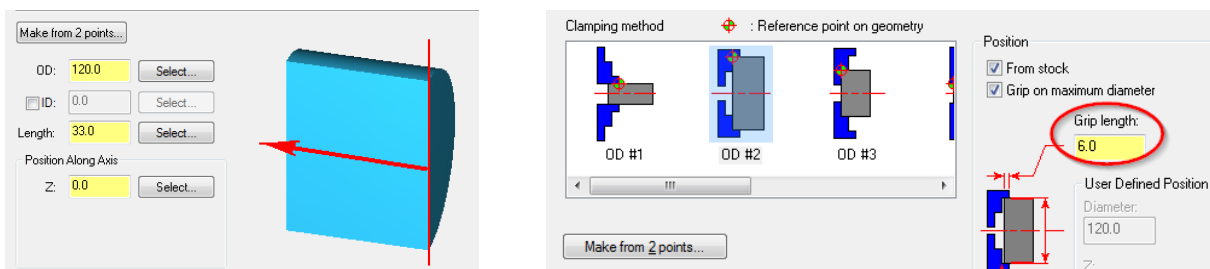 Make from 2 points...
OD: 120.0 Select...
ID: 0.0 Select...
Length: 33.0 Select...
Position Along Axis
Z: 0.0 Select...
Clamping method : Reference point on geometry
OD #1 OD #2 OD #3
Make from 2 points...
Position
From stock
Grip on maximum diameter
Grip length:
6.0
User Defined Position
Diameter:
120.0
Z: